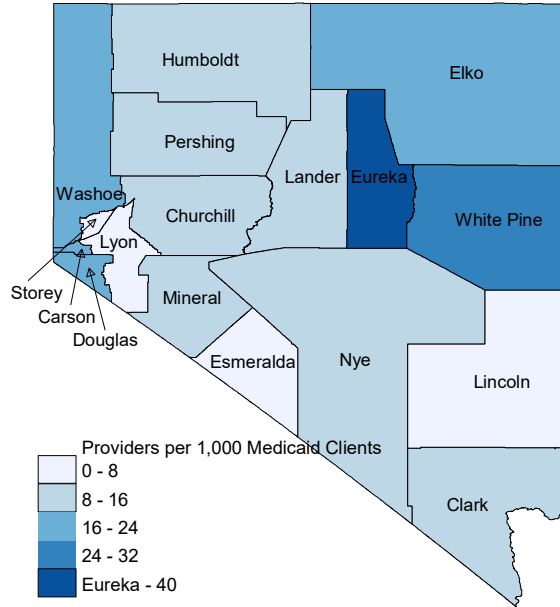 Humboldt
Elko
Pershing
Lander
Eureka
Washoe
Churchill
White Pine
Lyon
Storey
Mineral
Carson
Douglas
Esmeralda
Nye
Lincoln
Providers per 1,000 Medicaid Clients
0 - 8
8 - 16
16 - 24
24 - 32
Eureka - 40
Clark